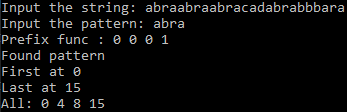 Input the string: abraabraabracadabrabbbara
Input the pattern: abra
Prefix func : 0 0 0 1
Found pattern
First at 0
Last at 15
All: 0 4 8 15